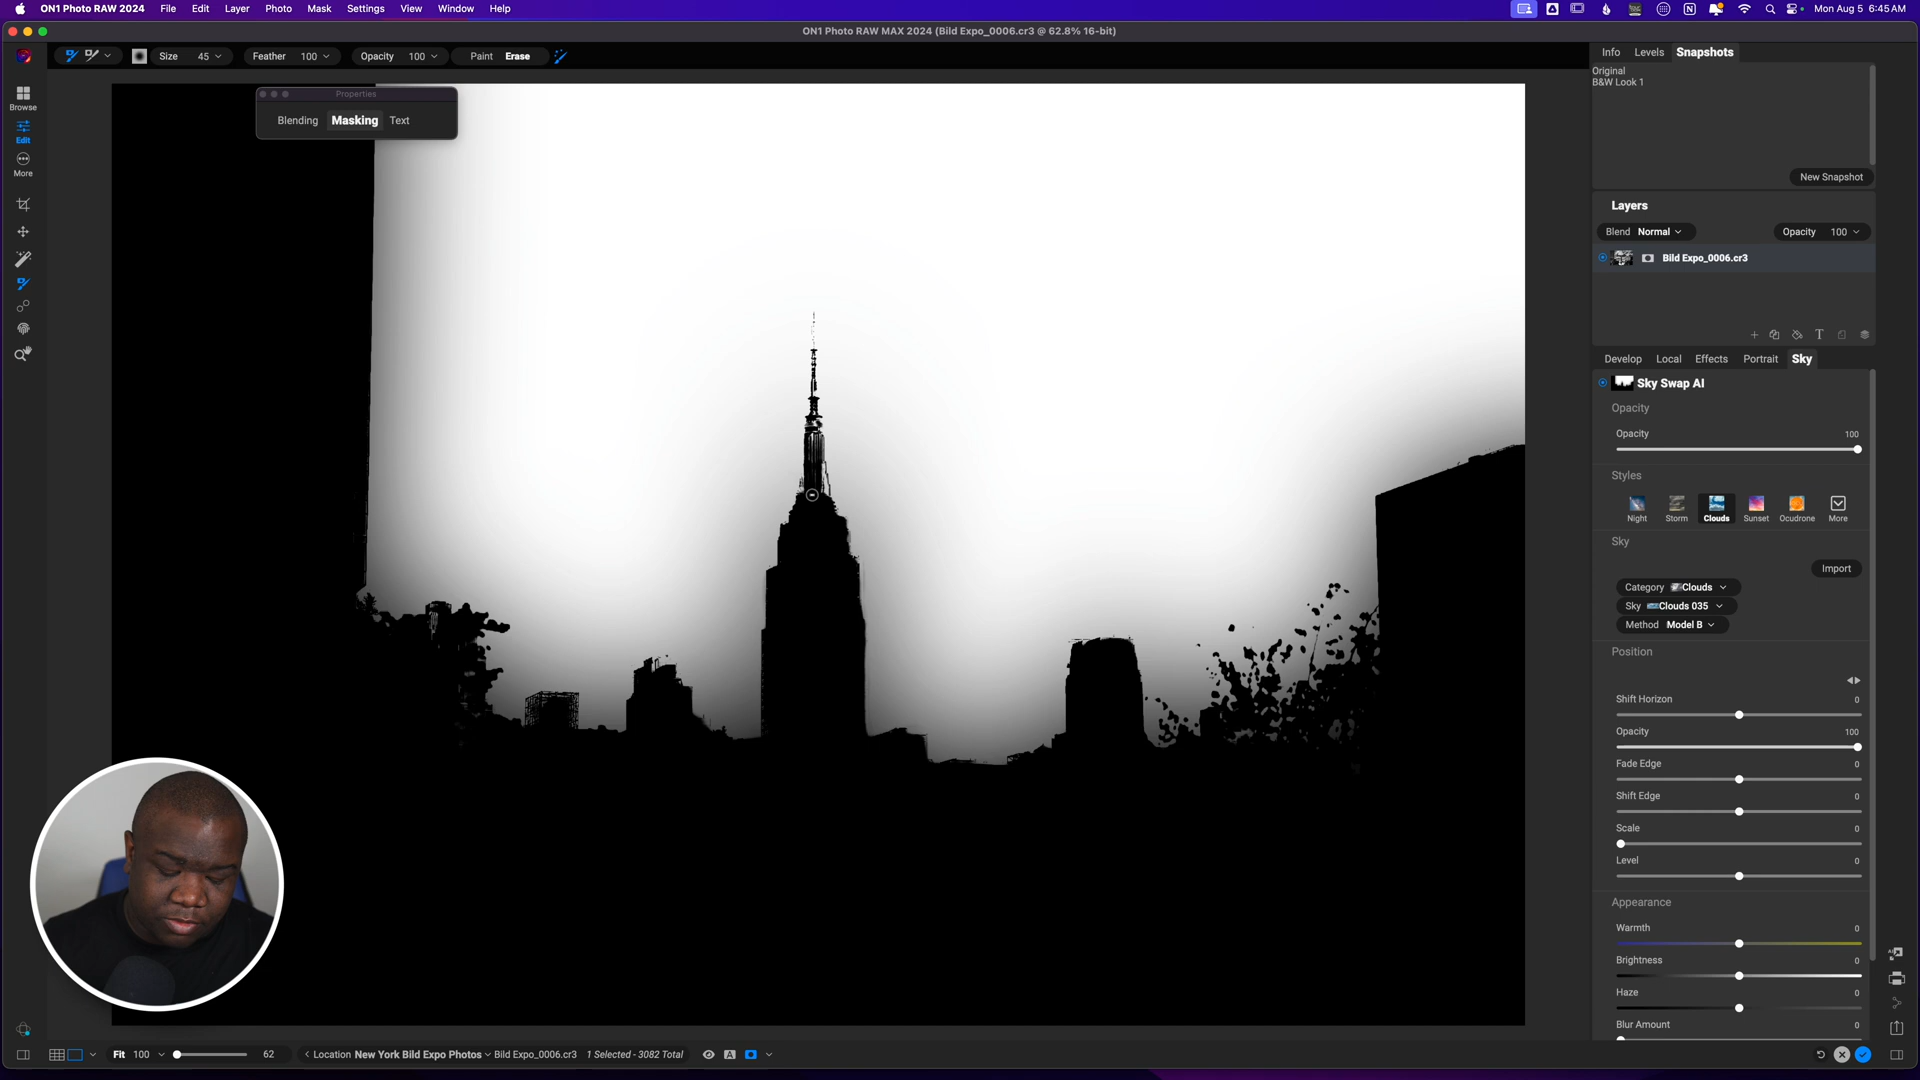 ON1 Photo RAW MAX 2024 File Edit Layer Photo Mask Settings View Window Help Mon Aug 5 6:45 AM
ON1 Photo RAW MAX 2024 (Bild Expo_0006.cr3 @ 62.8% 16-bit)
Size 45 Feather 100 Opacity 100 Paint Erase
Info Levels Snapshots
Original
B&W Look 1
New Snapshot
Browse
Edit
More
Properties
Blending Masking Text
Layers
Blend Normal Opacity 100
Bild Expo_0006.cr3
Develop Local Effects Portrait Sky
Sky Swap AI
Opacity
Opacity 100
Styles
Night Storm Clouds Sunset Ocudrone More
Sky
Import
Category Clouds
Sky Clouds 035
Method Model B
Position
Shift Horizon 0
Opacity 100
Fade Edge 0
Shift Edge 0
Scale 0
Level 0
Appearance
Warmth 0
Brightness 0
Haze 0
Blur Amount 0
Fit 100 62 Location New York Bild Expo Photos Bild Expo_0006.cr3 1 Selected - 3082 Total